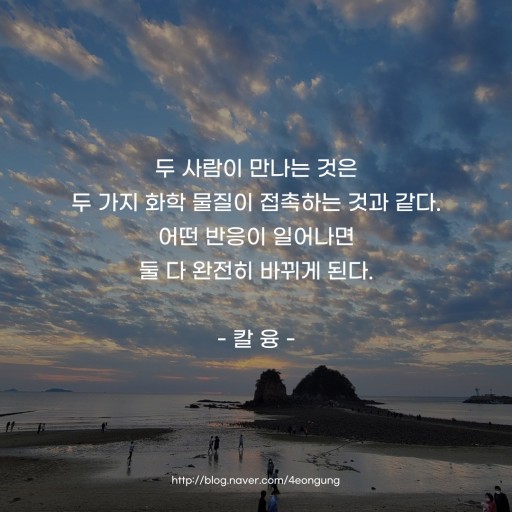 두 사람이 만나는 것은
두 가지 화학 물질이 접촉하는 것과 같다.
어떤 반응이 일어나면
둘 다 완전히 바뀌게 된다.
- 칼 융 -
http://blog.naver.com/4eongung